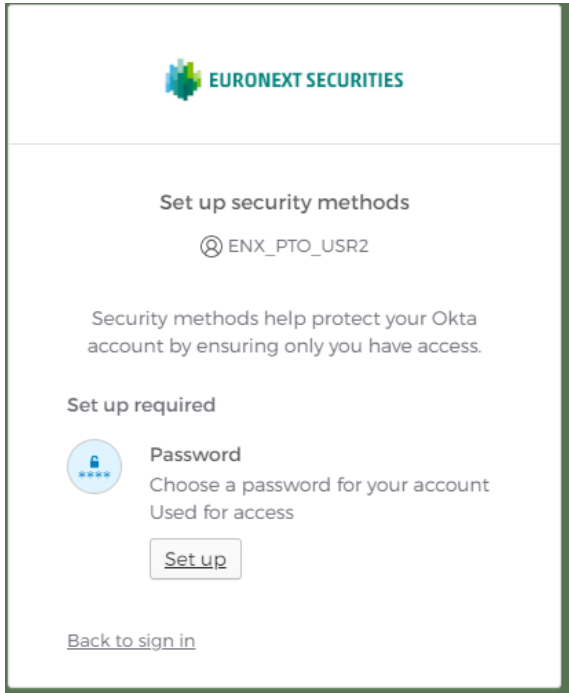 EURONEXT SECURITIES
Set up security methods
ENX_PTO_USR2
Security methods help protect your Okta
account by ensuring only you have access.
Set up required
****
Password
Choose a password for your account
Used for access
Set up
Back to sign in